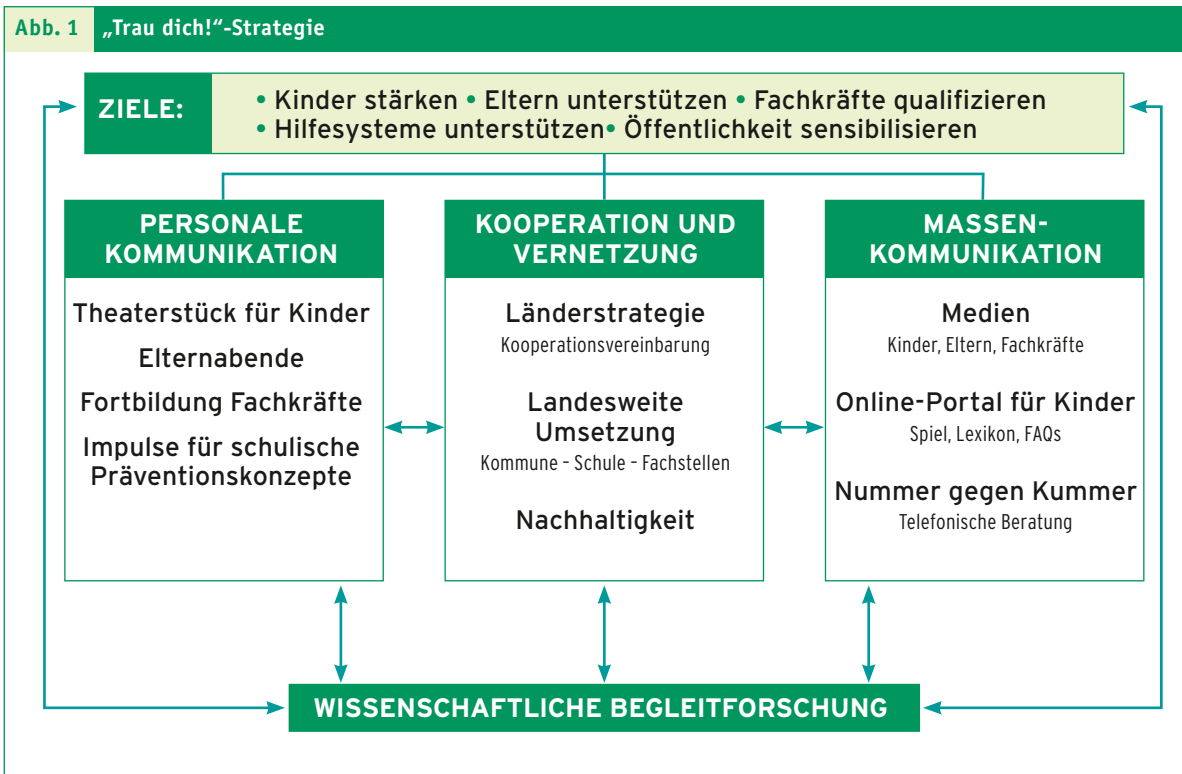 Abb. 1 „Trau dich!“-Strategie
ZIELE:
• Kinder stärken • Eltern unterstützen • Fachkräfte qualifizieren
• Hilfesysteme unterstützen• Öffentlichkeit sensibilisieren
PERSONALE
KOMMUNIKATION
Theaterstück für Kinder
Elternabende
Fortbildung Fachkräfte
Impulse für schulische
Präventionskonzepte
KOOPERATION UND
VERNETZUNG
Länderstrategie
Kooperationsvereinbarung
Landesweite
Umsetzung
Kommune – Schule – Fachstellen
Nachhaltigkeit
MASSEN-
KOMMUNIKATION
Medien
Kinder, Eltern, Fachkräfte
Online-Portal für Kinder
Spiel, Lexikon, FAQs
Nummer gegen Kummer
Telefonische Beratung
WISSENSCHAFTLICHE BEGLEITFORSCHUNG